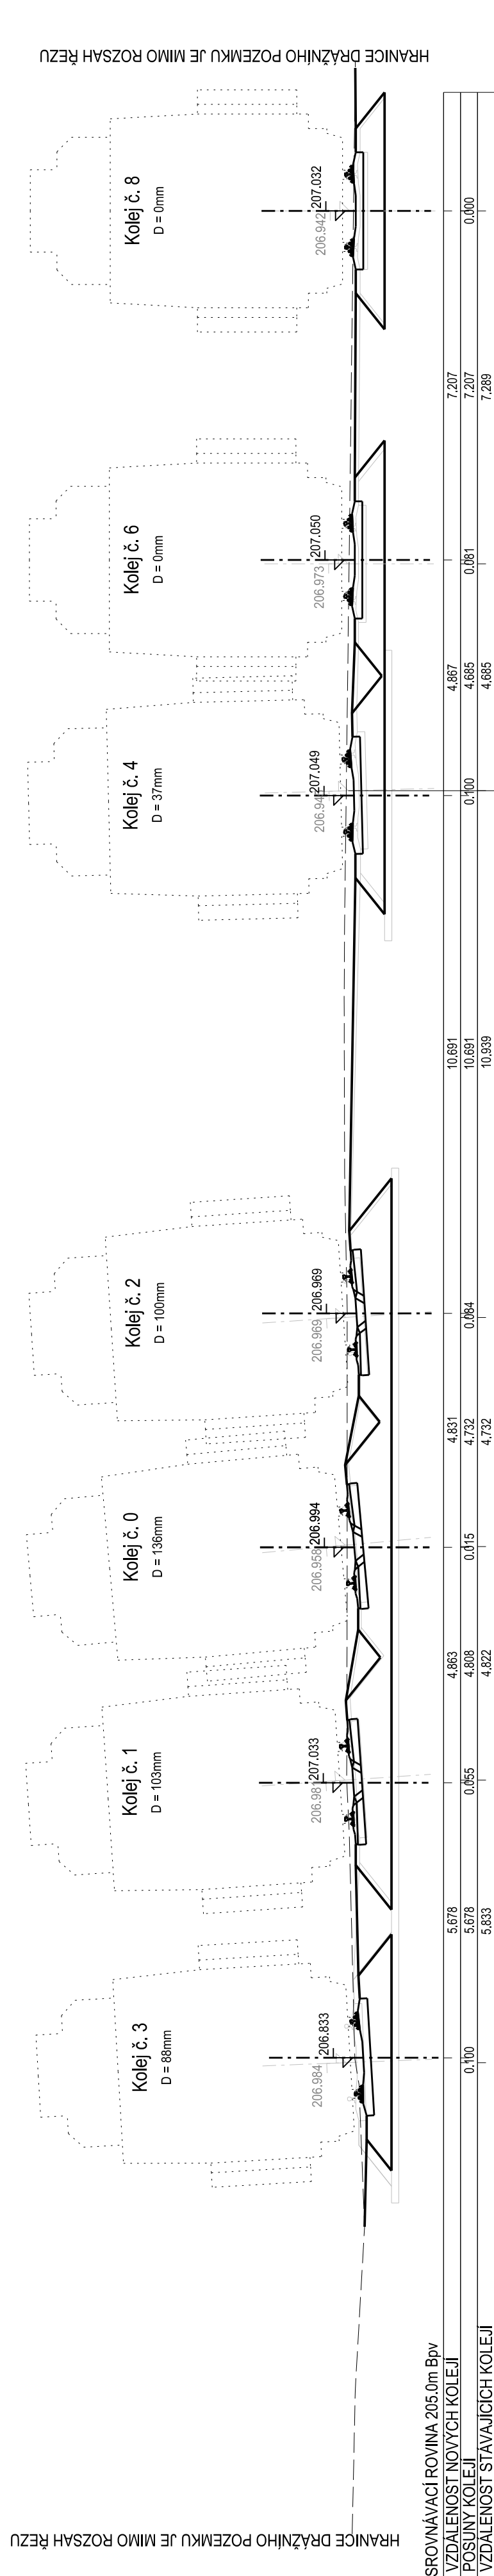 HRANICE DRÁŽNÍHO POZEMKU JE MIMO ROZSAH ŘEZU
Kolej č. 3
D = 88mm
206.984
206.833
Kolej č. 1
D = 103mm
206.981
207.033
Kolej č. 0
D = 136mm
206.958
206.994
Kolej č. 2
D = 100mm
206.969
206.969
Kolej č. 4
D = 37mm
207.049
Kolej č. 6
D = 0mm
206.973
207.050
Kolej č. 8
D = 0mm
206.942
207.032
HRANICE DRÁŽNÍHO POZEMKU JE MIMO ROZSAH ŘEZU
SROVNÁVACÍ ROVINA 205.0m Bpv
VZDÁLENOST NOVÝCH KOLEJÍ 5.678 4.863 4.831 10.691 4.867 7.207
POSUNY KOLEJÍ 0.100 5.678 0.055 4.808 0.015 4.732 0.084 10.691 0.100 4.685 0.081 7.207 0.000
VZDÁLENOST STÁVAJÍCÍCH KOLEJÍ 5.833 4.822 4.732 10.939 4.685 7.289